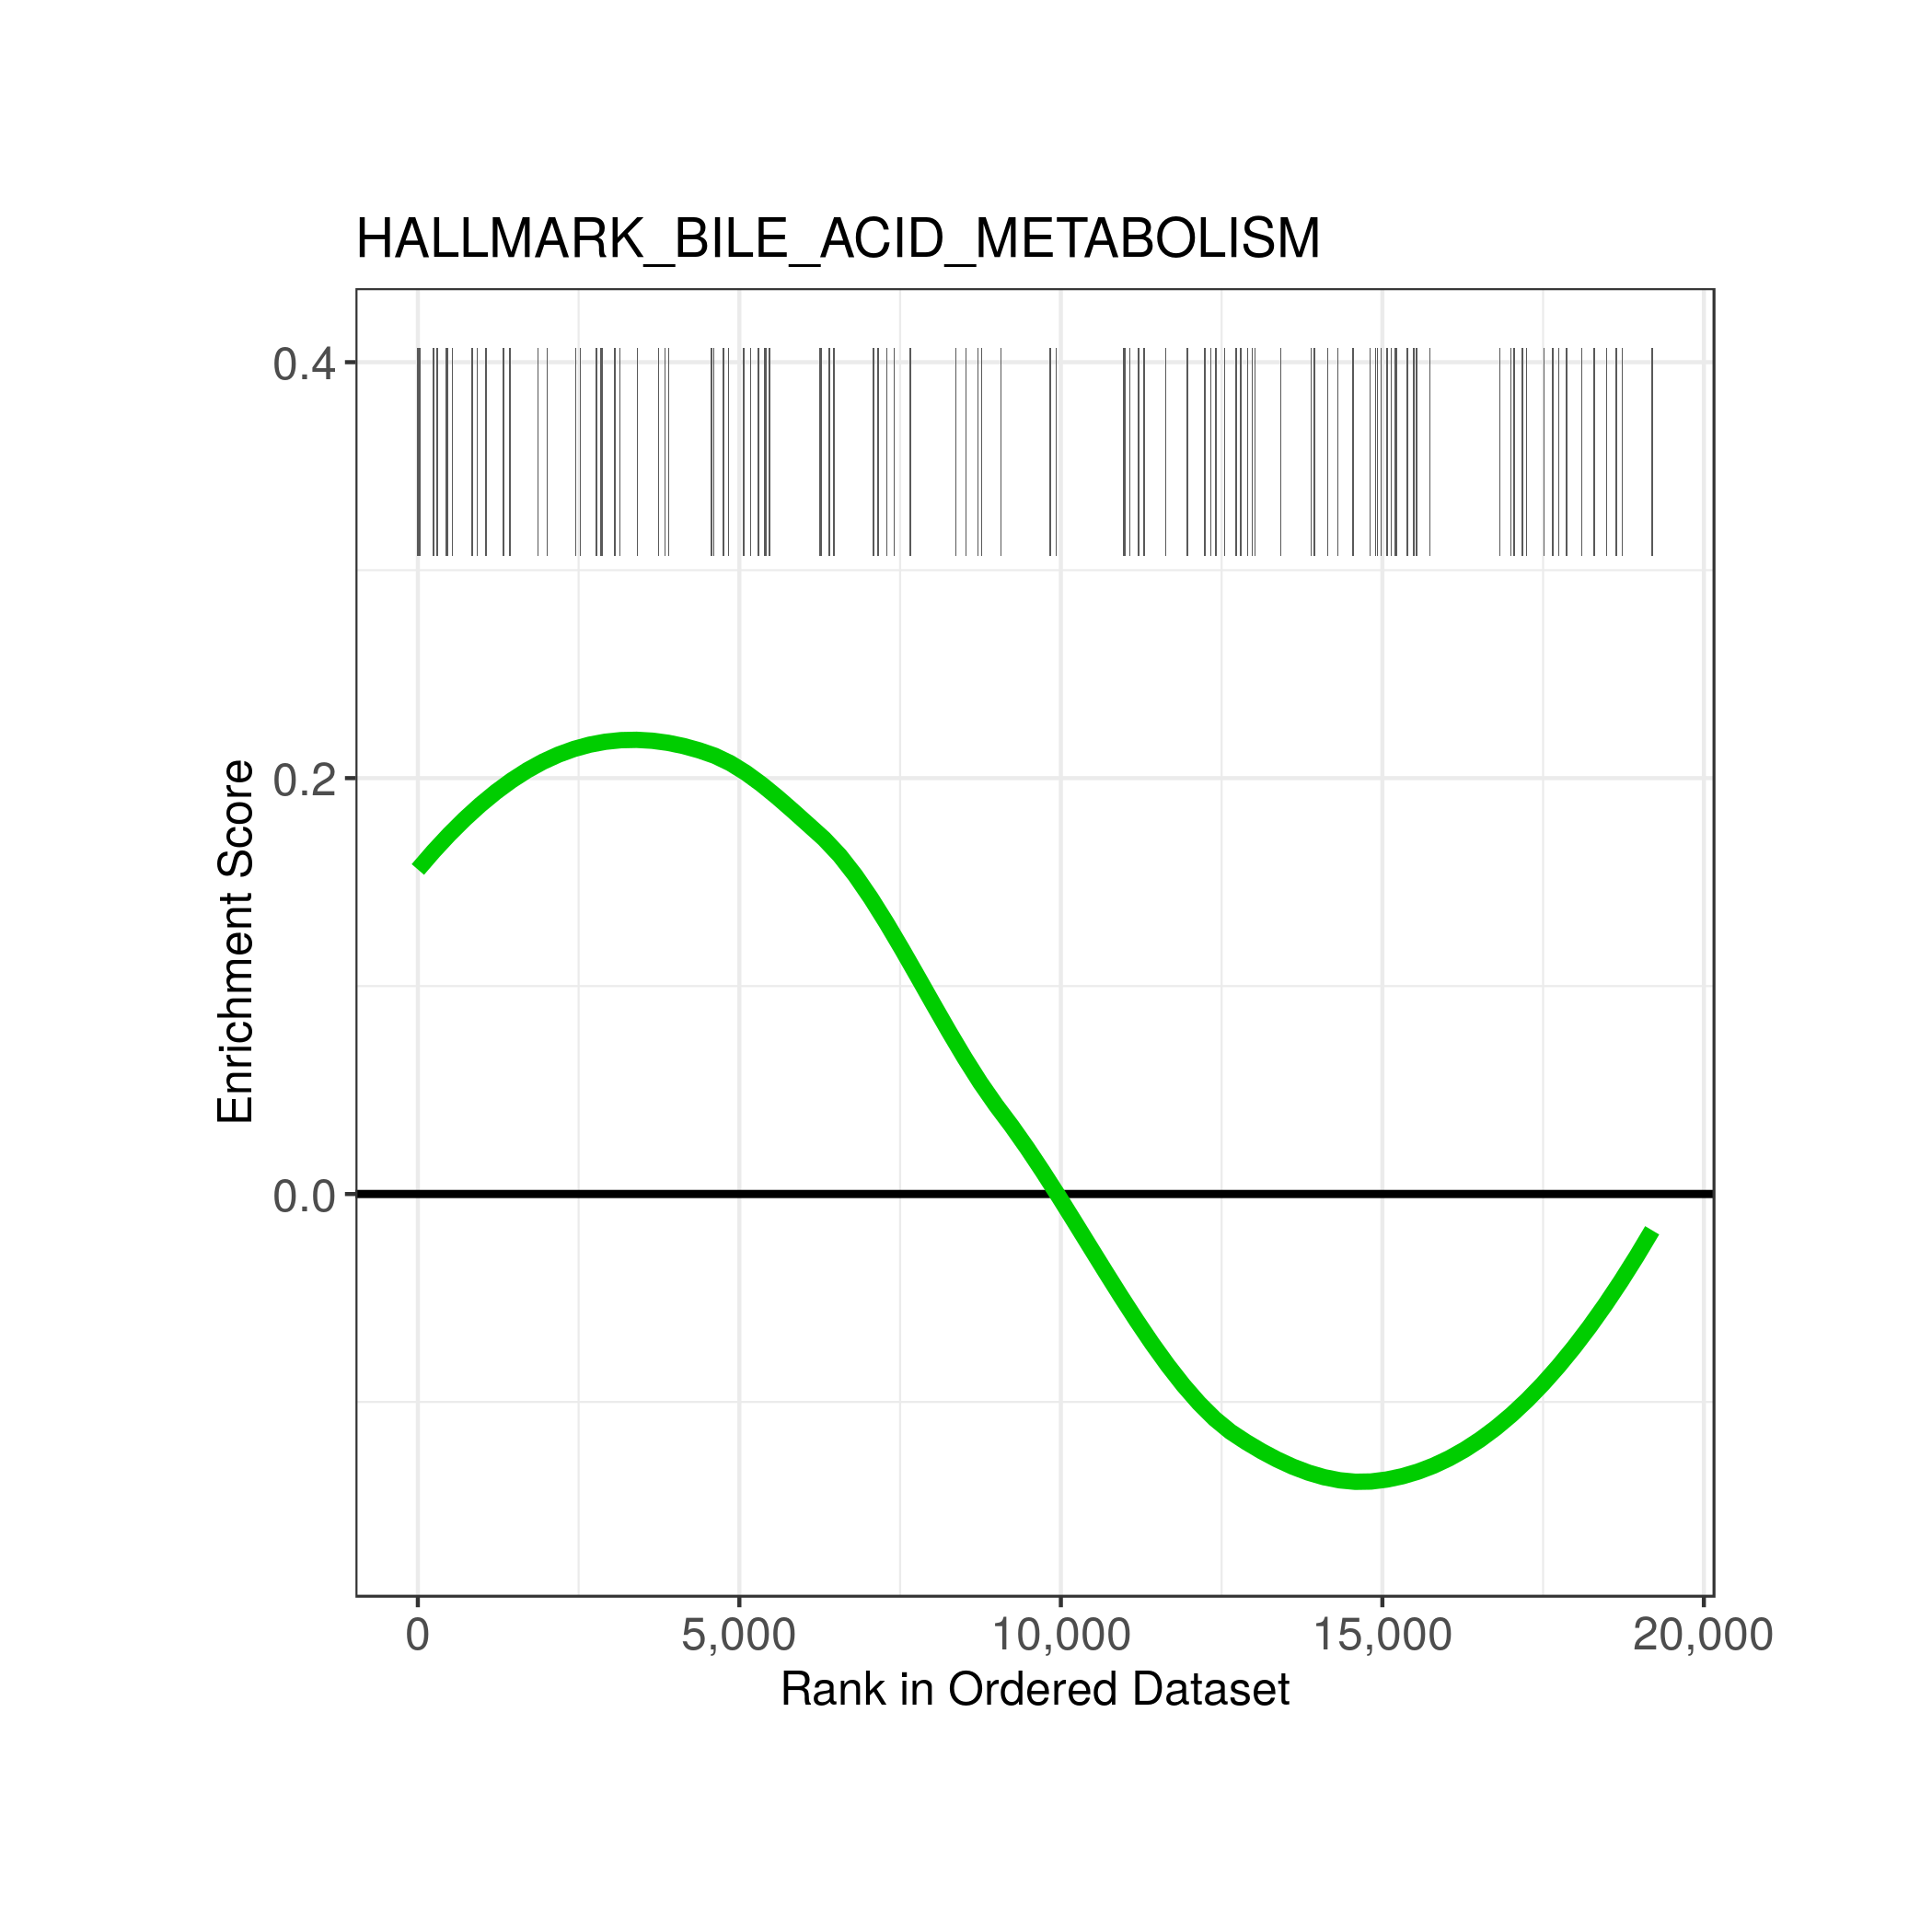 HALLMARK_BILE_ACID_METABOLISM
0.4
0.2
0.0
Enrichment Score
0
5,000
10,000
15,000
20,000
Rank in Ordered Dataset